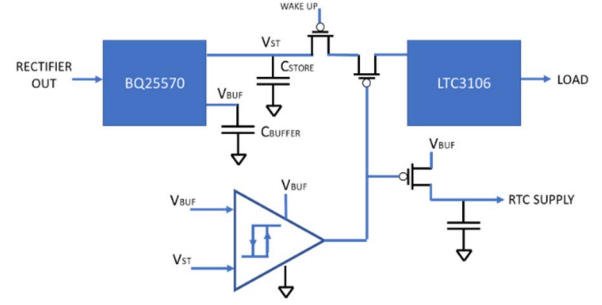 WAKE UP
VST
CSTORE
RECTIFIER
OUT
BQ25570
LTC3106
LOAD
VBUF
CBUFFER
VBUF
VBUF
VBUF
RTC SUPPLY
VST